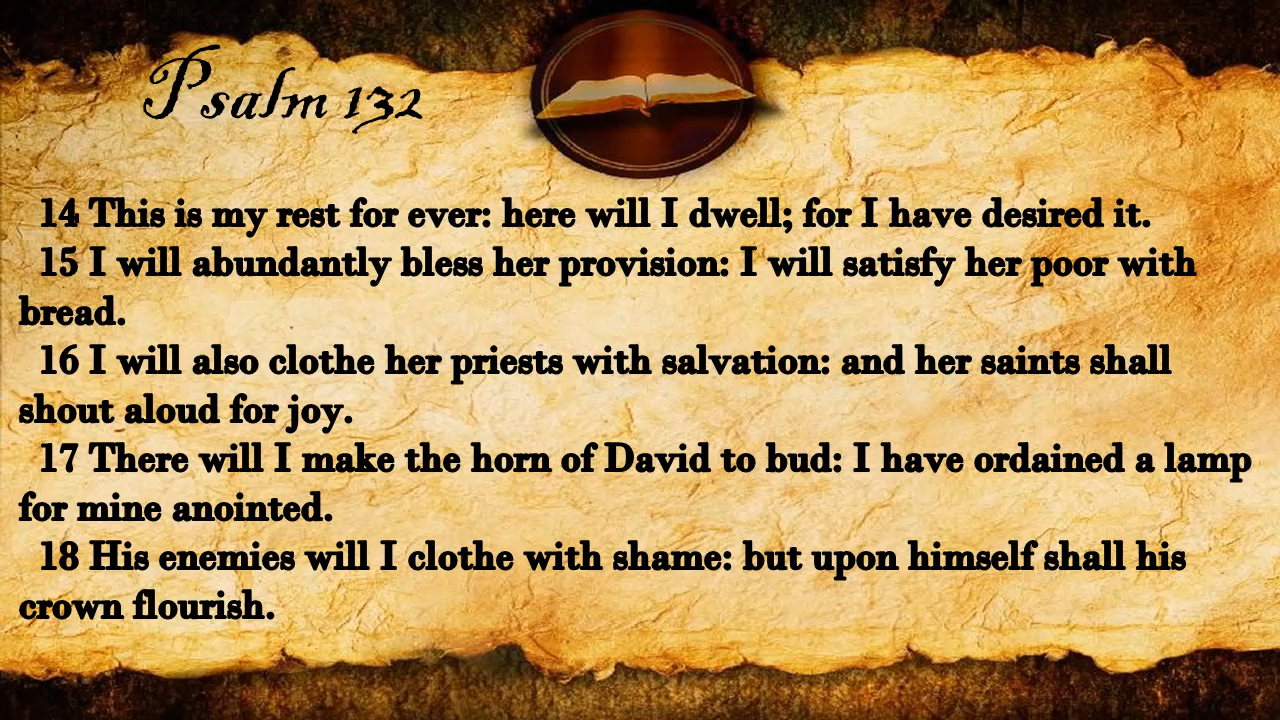 Psalm 132
14 This is my rest for ever: here will I dwell; for I have desired it.
15 I will abundantly bless her provision: I will satisfy her poor with
bread.
16 I will also clothe her priests with salvation: and her saints shall
shout aloud for joy.
17 There will I make the horn of David to bud: I have ordained a lamp
for mine anointed.
18 His enemies will I clothe with shame: but upon himself shall his
crown flourish.